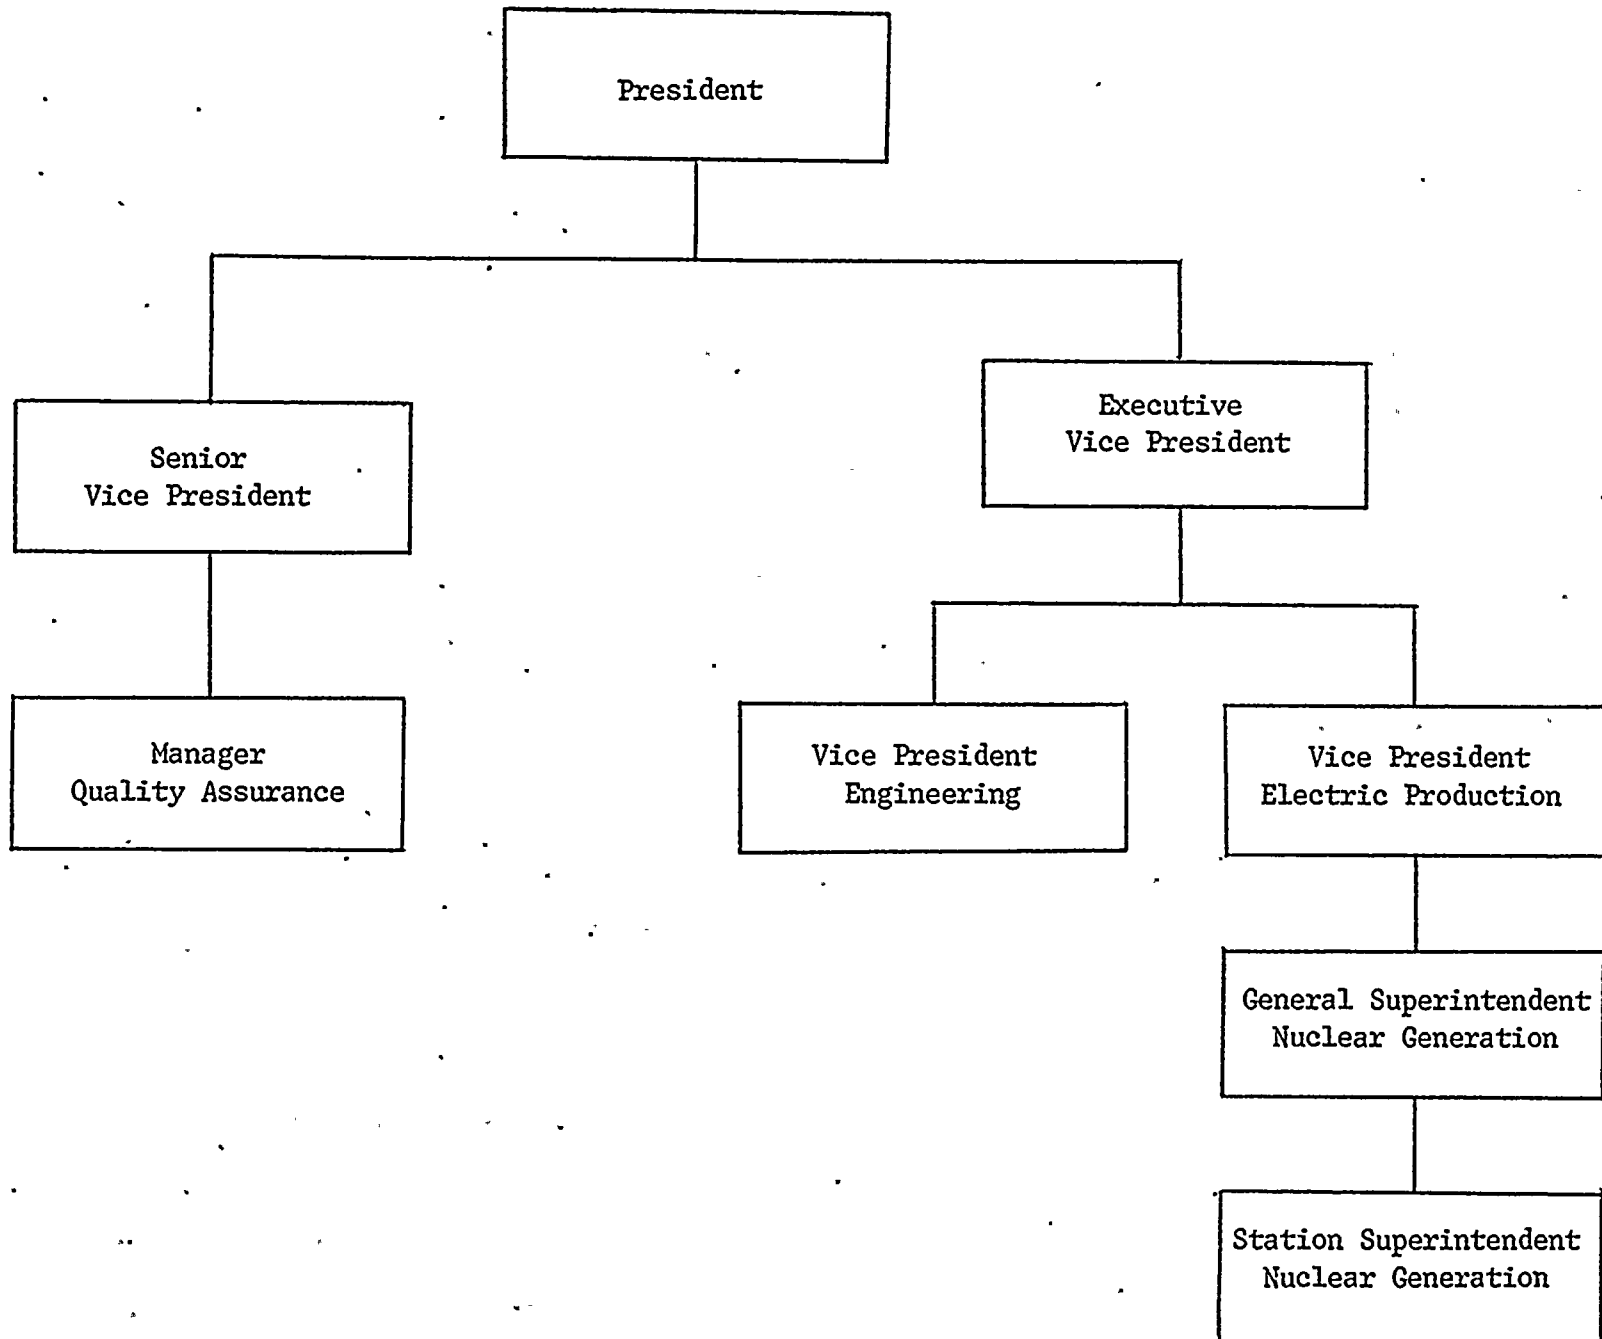 President
Executive
Vice President
Senior
Vice President
Manager
Quality Assurance
Vice President
Engineering
Vice President
Electric Production
General Superintendent
Nuclear Generation
Station Superintendent
Nuclear Generation